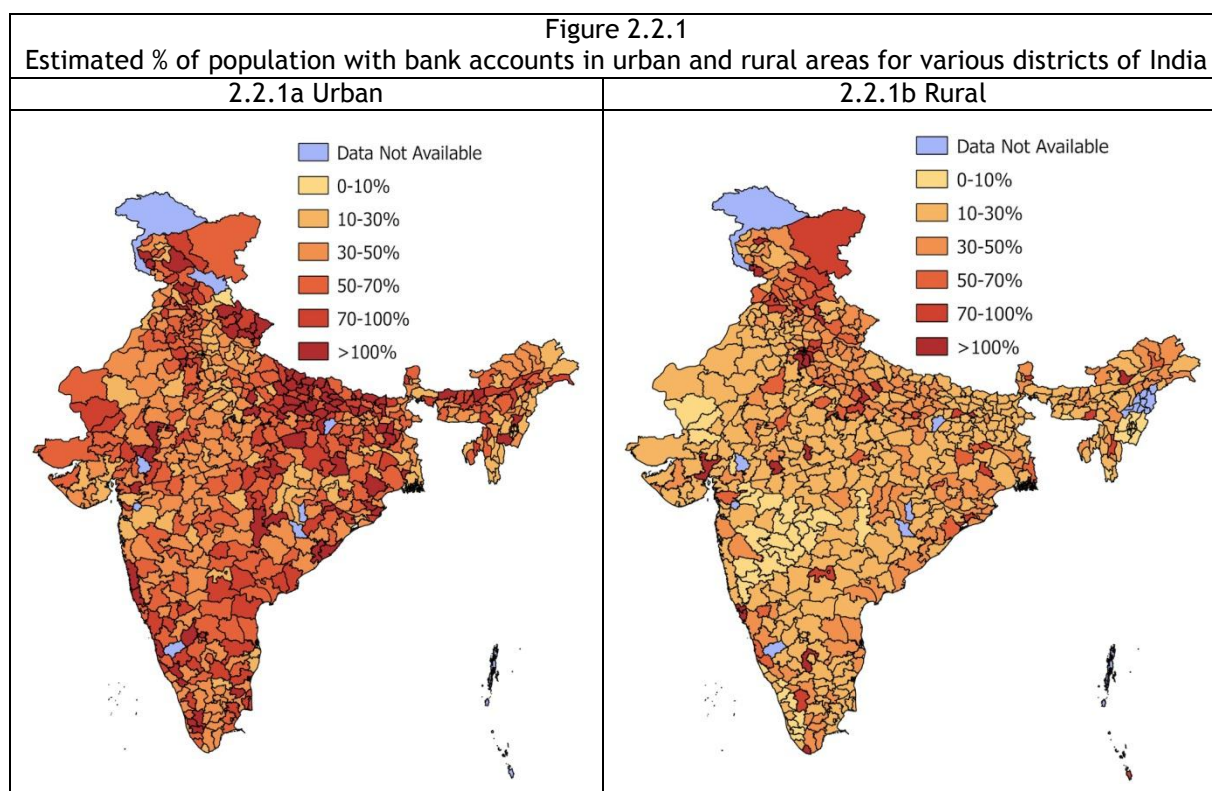 Figure 2.2.1
Estimated % of population with bank accounts in urban and rural areas for various districts of India
2.2.1a Urban
2.2.1b Rural
Data Not Available
0-10%
10-30%
30-50%
50-70%
70-100%
>100%
Data Not Available
0-10%
10-30%
30-50%
50-70%
70-100%
>100%